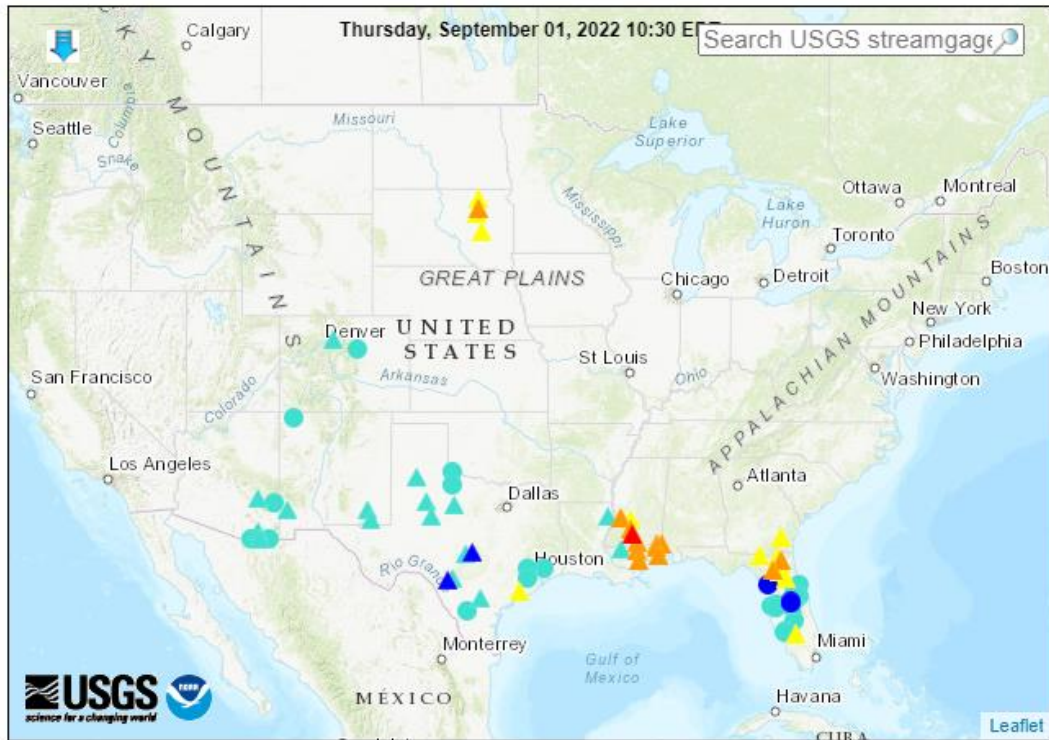 Thursday, September 01, 2022 10:30 EDT
Search USGS streamgage
Calgary
Vancouver
Seattle
Columbia
Snake
KY MOUNTAINS
Missouri
Lake
Superior
Mississippi
Lake
Huron
Ottawa
Montreal
Toronto
Boston
GREAT PLAINS
Chicago
Detroit
New York
Philadelphia
Washington
APPALACHIAN MOUNTAINS
Denver
UNITED
STATES
St Louis
Ohio
Arkansas
Colorado
San Francisco
Los Angeles
Atlanta
Dallas
Houston
Rio Grand
Monterrey
MÉXICO
Gulf of
Mexico
Miami
Havana
CUBA
USGS
science for a changing world
NOAA
Leaflet